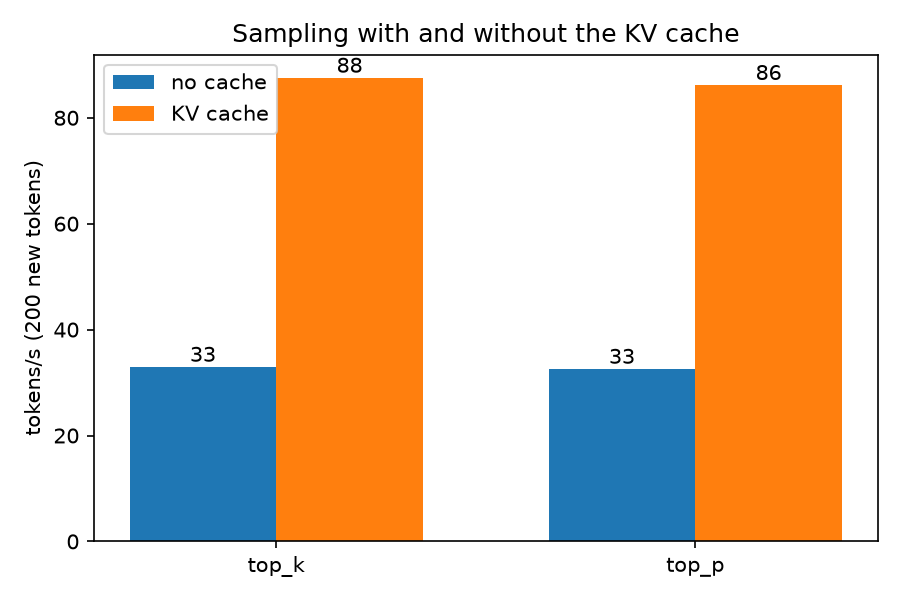 Sampling with and without the KV cache
no cache
KV cache
88
86
33
33
tokens/s (200 new tokens)
80
60
40
20
0
top_k
top_p